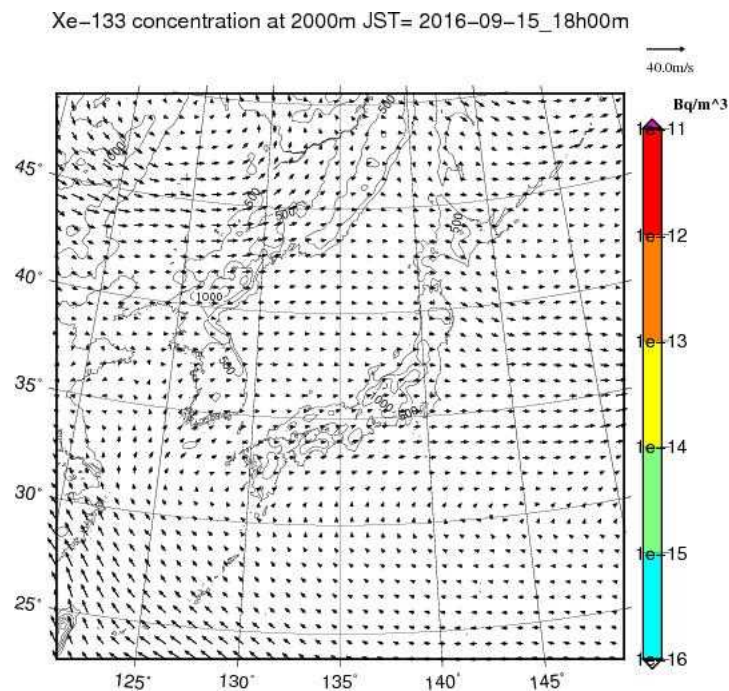 Xe−133 concentration at 2000m JST= 2016−09−15_18h00m
40.0m/s
Bq/m^3
1e−11
1e−12
1e−13
1e−14
1e−15
1e−16
45°
40°
35°
30°
25°
125°
130°
135°
140°
145°
1000
500
500
500
500
1000
500
1000
500